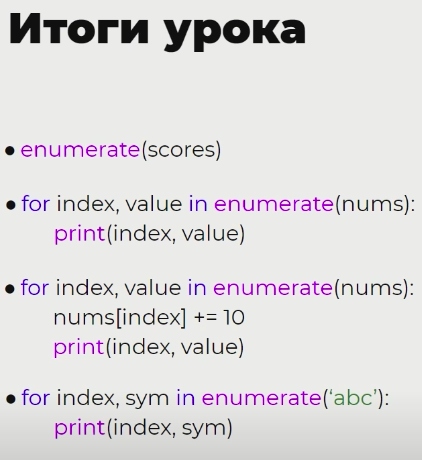 Итоги урока
• enumerate(scores)
• for index, value in enumerate(nums):
print(index, value)
• for index, value in enumerate(nums):
nums[index] += 10
print(index, value)
• for index, sym in enumerate(‘abc’):
print(index, sym)